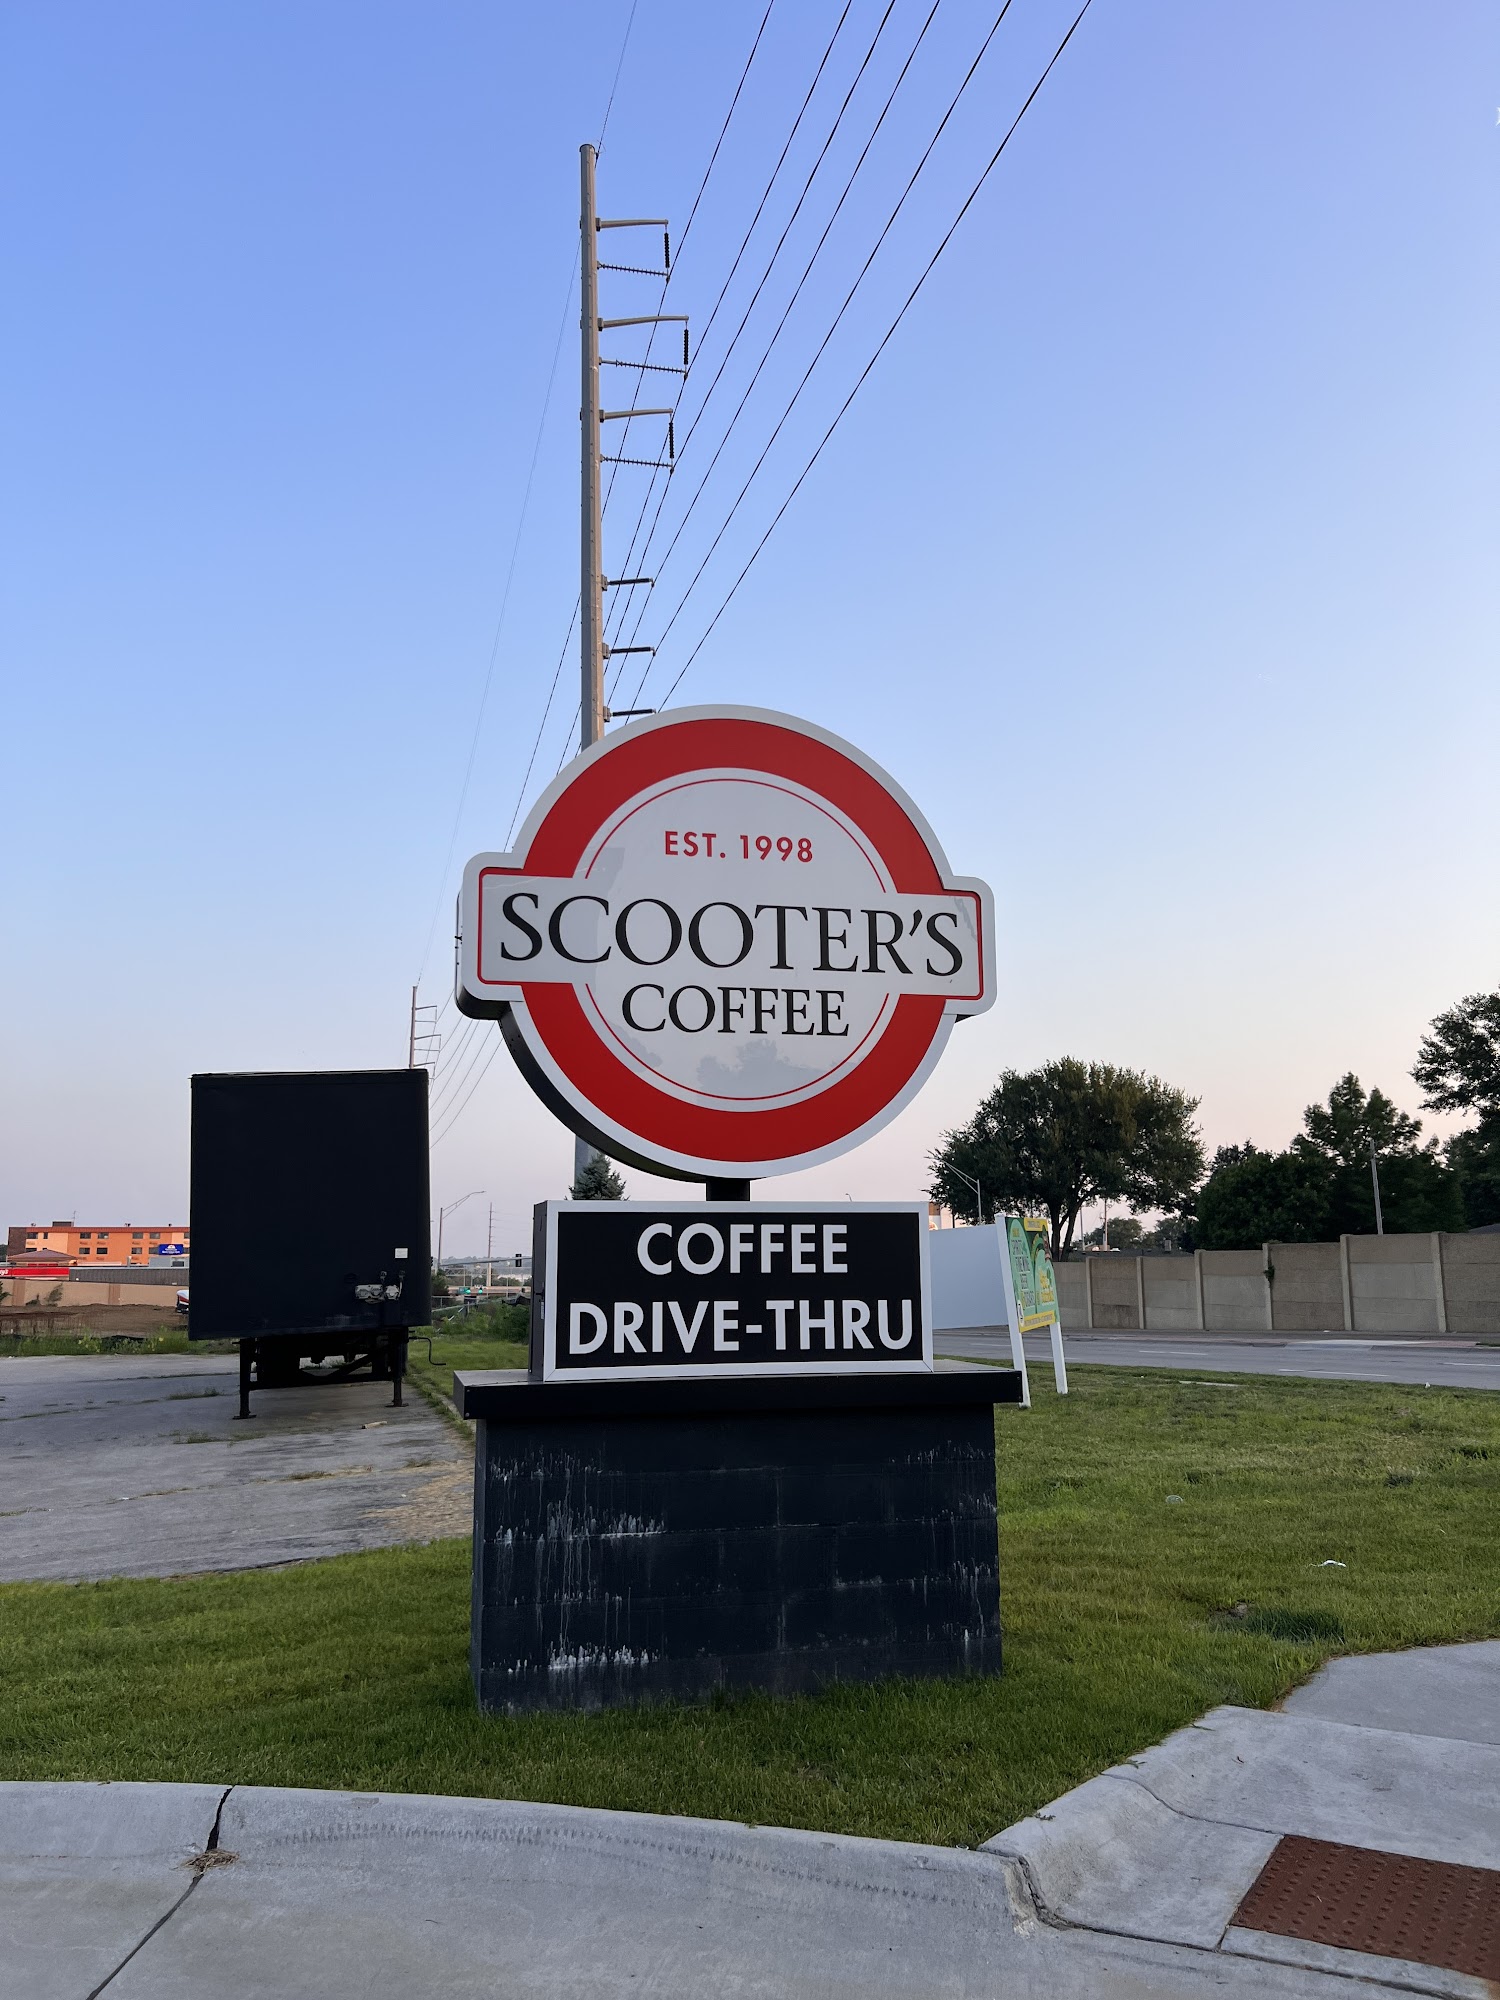 EST. 1998
SCOOTER'S
COFFEE
COFFEE
DRIVE-THRU